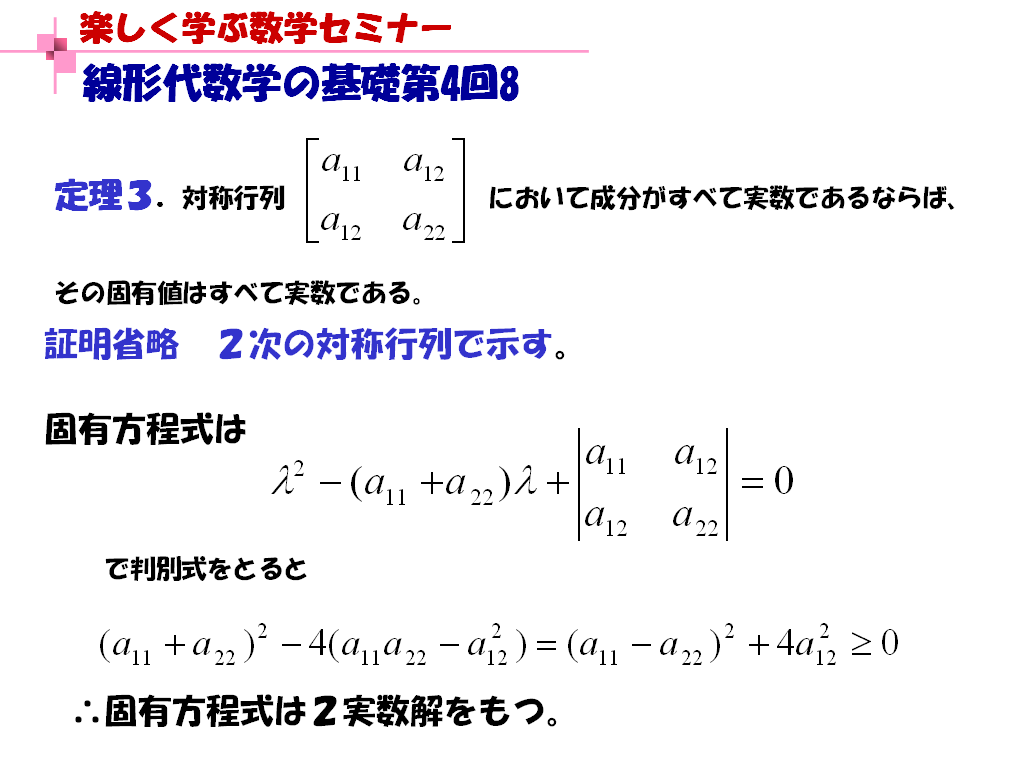 楽しく学ぶ数学セミナー
線形代数学の基礎第4回8
定理3. 対称行列 [a₁₁ a₁₂ ; a₁₂ a₂₂] において成分がすべて実数であるならば、
その固有値はすべて実数である。
証明省略　２次の対称行列で示す。
固有方程式は
λ² − (a₁₁ + a₂₂)λ + |a₁₁ a₁₂ ; a₁₂ a₂₂| = 0
で判別式をとると
(a₁₁ + a₂₂)² − 4(a₁₁a₂₂ − a₁₂²) = (a₁₁ − a₂₂)² + 4a₁₂² ≥ 0
∴固有方程式は２実数解をもつ。